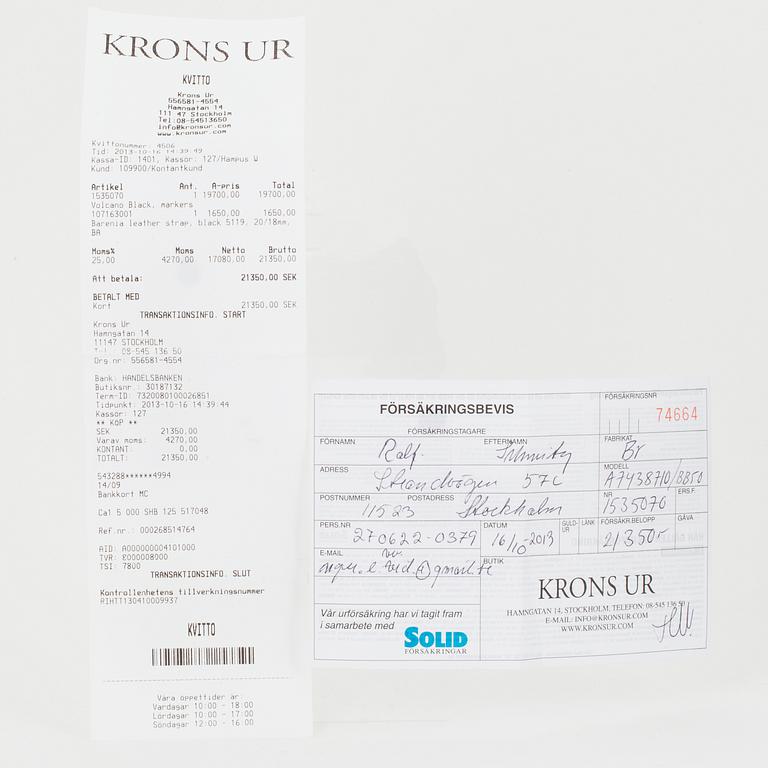 KRONS UR
KVITTO
Krons Ur
556581-4554
Hamngatan 14
111 47 Stockholm
Tel:08-54513650
info@kronsur.com
www.kronsur.com
Kvittonummer: 4506
Tid: 2013-10-16 14:39:49
Kassa-ID: 1401, Kassör: 127/Hampus W
Kund: 109900/Kontantkund
Artikel Ant. A-pris Total
1535070 1 19700,00 19700,00
Volcano Black, markers
107163001 1 1650,00 1650,00
Barenia leather strap, black 5119, 20/18mm,
BA
Moms% Moms Netto Brutto
25,00 4270,00 17080,00 21350,00
Att betala: 21350,00 SEK
BETALT MED
Kort 21350,00 SEK
TRANSAKTIONSINFO. START
Krons Ur
Hamngatan 14
11147 STOCKHOLM
Tel.: 08-545 136 50
Org.nr: 556581-4554
Bank: HANDELSBANKEN
Butiksnr.: 30187132
Term-ID: 7320080100026851
Tidpunkt: 2013-10-16 14:39:44
Kassör: 127
** KÖP **
SEK 21350,00
Varav moms: 4270,00
KONTANT: 0,00
TOTALT: 21350,00
543288******4994
14/09
Bankkort MC
Ca1 5 000 SHB 125 517048
Ref.nr.: 000268514764
AID: A0000000041010000
TVR: 8000008000
TSI: 7800
TRANSAKTIONSINFO. SLUT
Kontrollenhetens tillverkningsnummer
AIHTT130410009937
KVITTO
Våra öppettider är:
Vardagar 10:00 - 18:00
Lördagar 10:00 - 17:00
Söndagar 12:00 - 16:00
FÖRSÄKRINGSBEVIS
FÖRSÄKRINGSNR
74664
FÖRSÄKRINGSTAGARE
FÖRNAMN Ralf EFTERNAMN
FABRIKAT Br
ADRESS Strandvägen 57C
MODELL A7438710/BB50
POSTNUMMER 11523 POSTADRESS Stockholm
NR 1535070 ERS.F
PERS.NR 270622-0379 DATUM 16/10-2013 GULD-UR LÄNK FÖRSÄKR.BELOPP 21350:- GÅVA
E-MAIL
BUTIK
KRONS UR
HAMNGATAN 14, STOCKHOLM, TELEFON: 08-545 136 50
E-MAIL: INFO@KRONSUR.COM
WWW.KRONSUR.COM
Vår urförsäkring har vi tagit fram
i samarbete med
SOLID
FÖRSÄKRINGAR